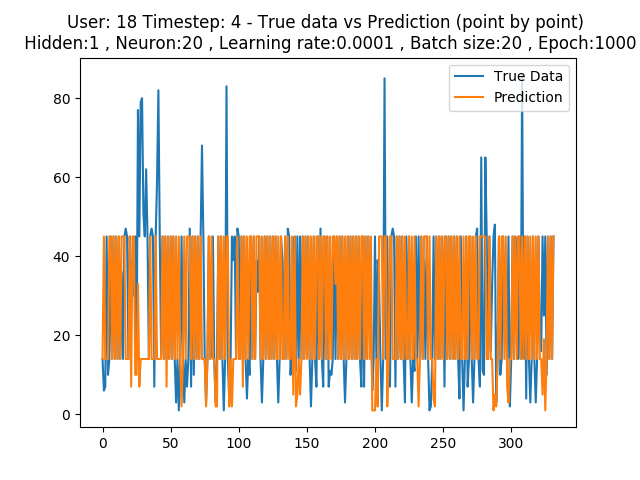 User: 18 Timestep: 4 - True data vs Prediction (point by point)
Hidden:1 , Neuron:20 , Learning rate:0.0001 , Batch size:20 , Epoch:1000
True Data
Prediction
80
60
40
20
0
0 50 100 150 200 250 300